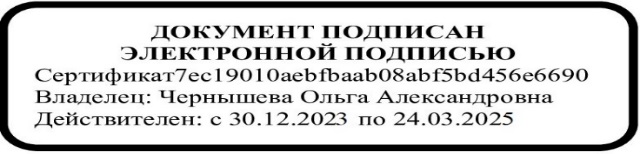 ДОКУМЕНТ ПОДПИСАН
ЭЛЕКТРОННОЙ ПОДПИСЬЮ
Сертификат7ec19010aebfbaab08abf5bd456e6690
Владелец: Чернышева Ольга Александровна
Действителен: с 30.12.2023 по 24.03.2025